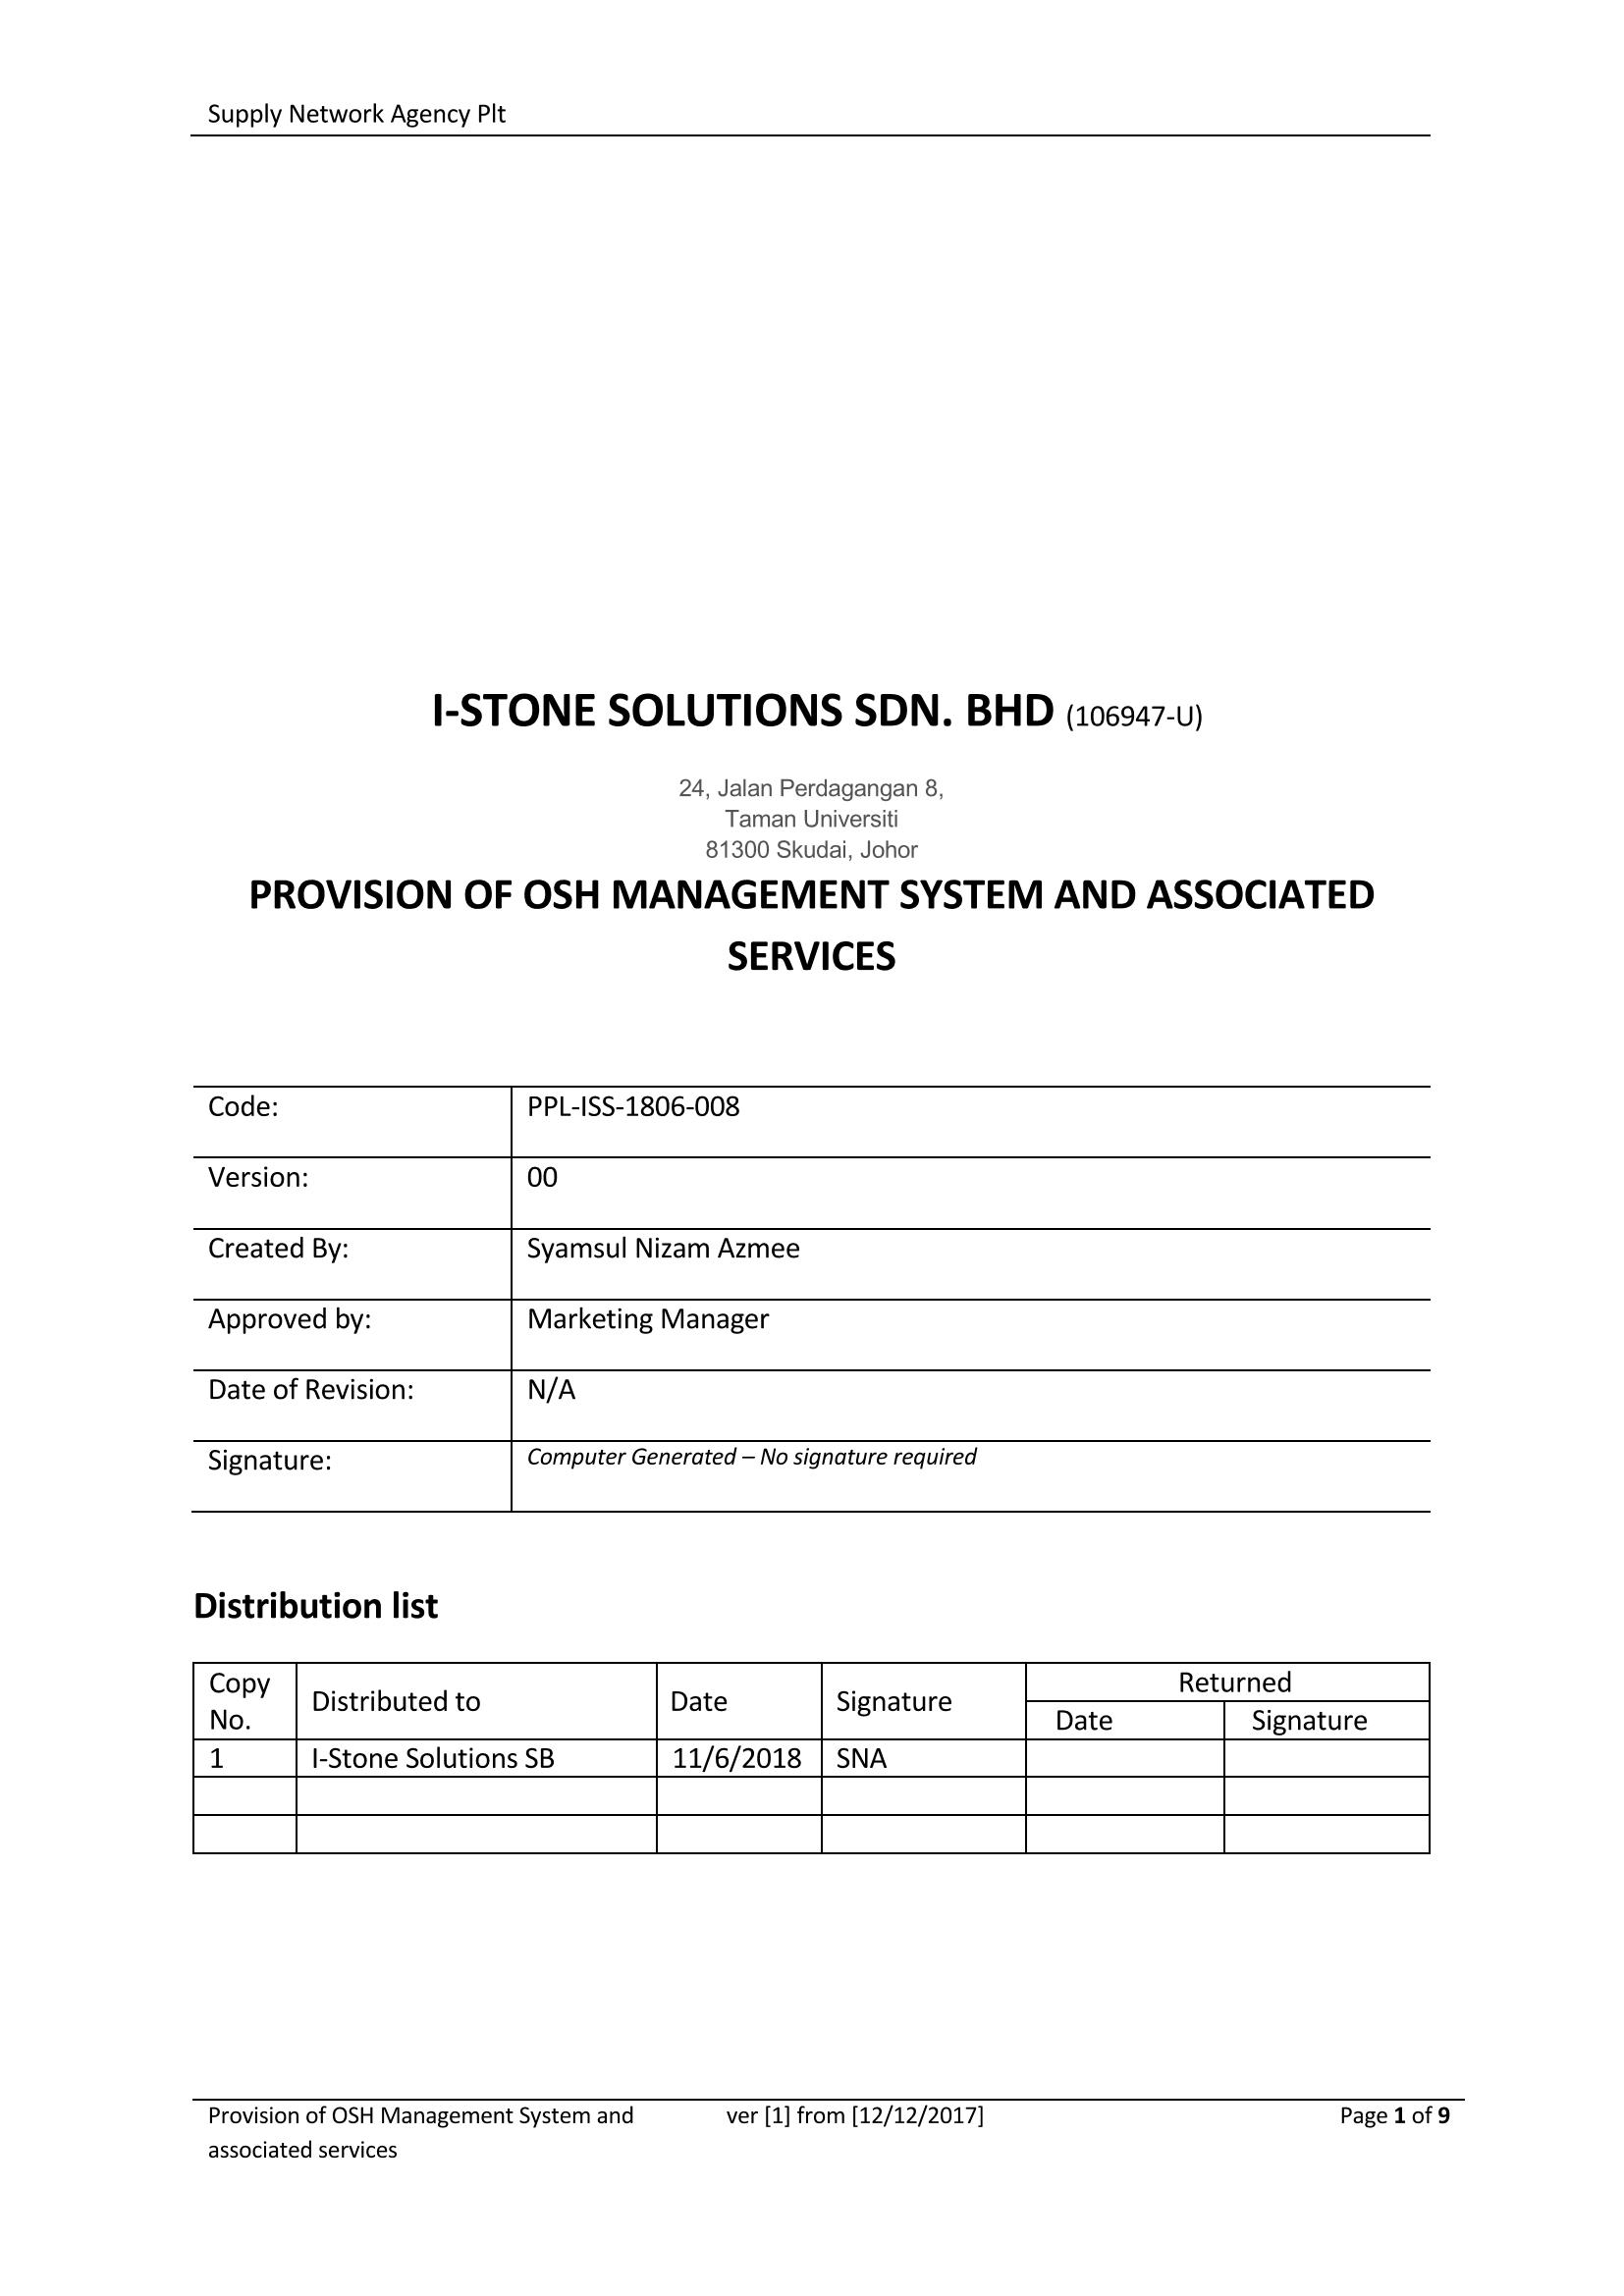 Supply Network Agency Plt
I-STONE SOLUTIONS SDN. BHD (106947-U)
24, Jalan Perdagangan 8,
Taman Universiti
81300 Skudai, Johor
PROVISION OF OSH MANAGEMENT SYSTEM AND ASSOCIATED
SERVICES
Code: PPL-ISS-1806-008
Version: 00
Created By: Syamsul Nizam Azmee
Approved by: Marketing Manager
Date of Revision: N/A
Signature: Computer Generated – No signature required
Distribution list
Copy No. Distributed to Date Signature Returned
Date Signature
1 I-Stone Solutions SB 11/6/2018 SNA
Provision of OSH Management System and ver [1] from [12/12/2017] Page 1 of 9
associated services